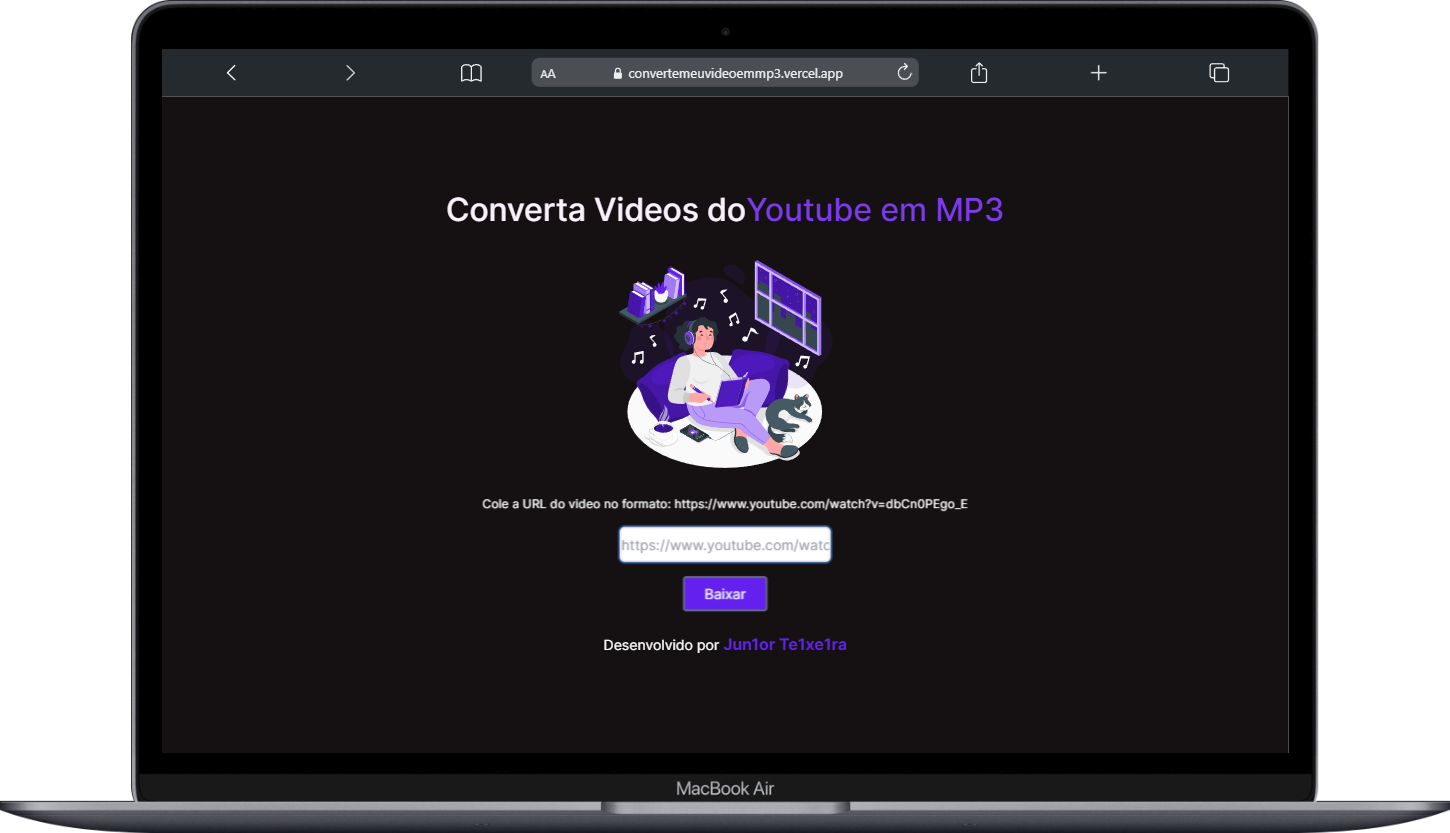 AA convertemeuvideoemmp3.vercel.app
Converta Videos doYoutube em MP3
Cole a URL do video no formato: https://www.youtube.com/watch?v=dbCn0PEgo_E
https://www.youtube.com/watc
Baixar
Desenvolvido por Jun1or Te1xe1ra
MacBook Air